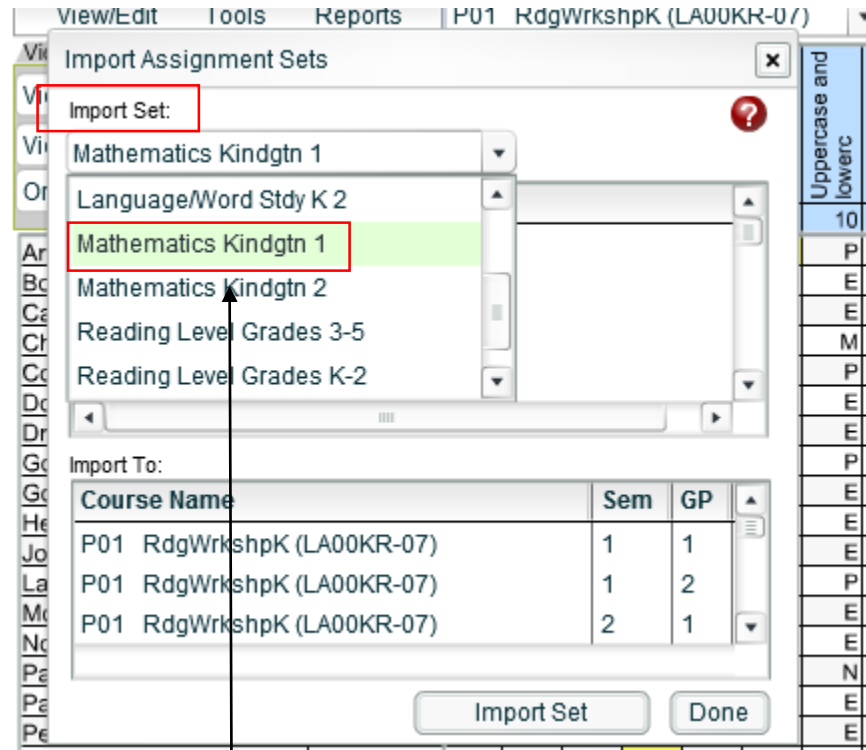 View/Edit Tools Reports P01 RdgWrkshpK (LA00KR-07)
Import Assignment Sets
Import Set:
Mathematics Kindgtn 1
Language/Word Stdy K 2
Mathematics Kindgtn 1
Mathematics Kindgtn 2
Reading Level Grades 3-5
Reading Level Grades K-2
Import To:
Course Name Sem GP
P01 RdgWrkshpK (LA00KR-07) 1 1
P01 RdgWrkshpK (LA00KR-07) 1 2
P01 RdgWrkshpK (LA00KR-07) 2 1
Import Set Done
Uppercase and
lowerc
10
P
E
E
M
P
E
E
P
E
E
E
P
E
E
N
E
E